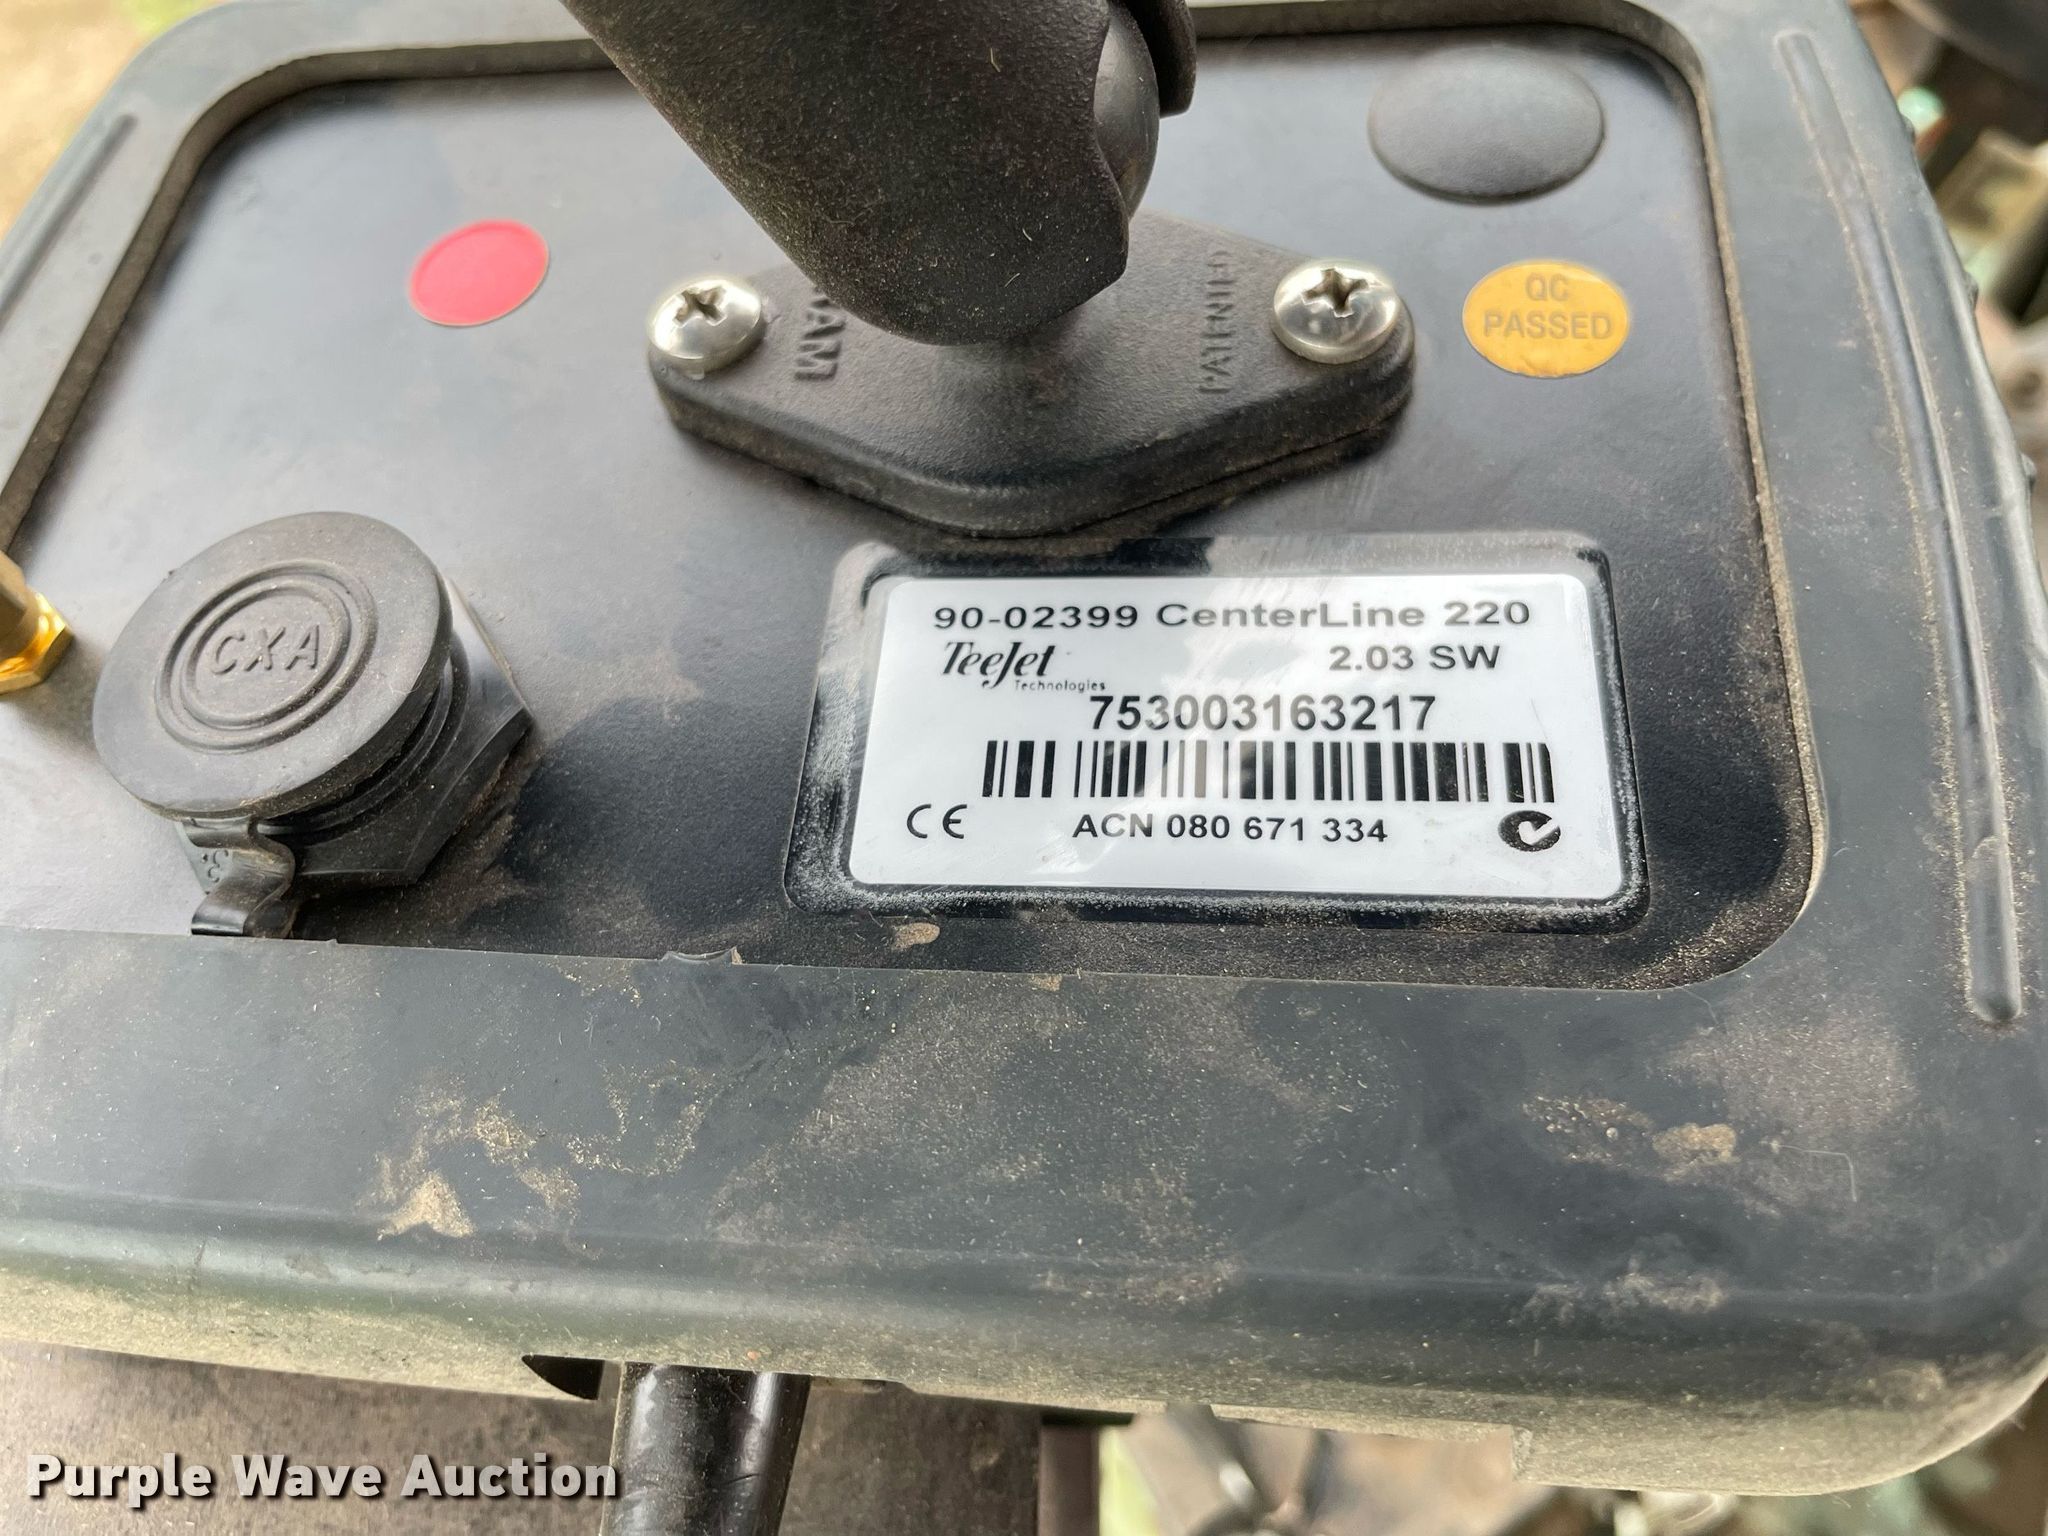 QC
PASSED
PATENTED
CXA
90-02399 CenterLine 220
TeeJet
Technologies
2.03 SW
753003163217
CE
ACN 080 671 334
Purple Wave Auction